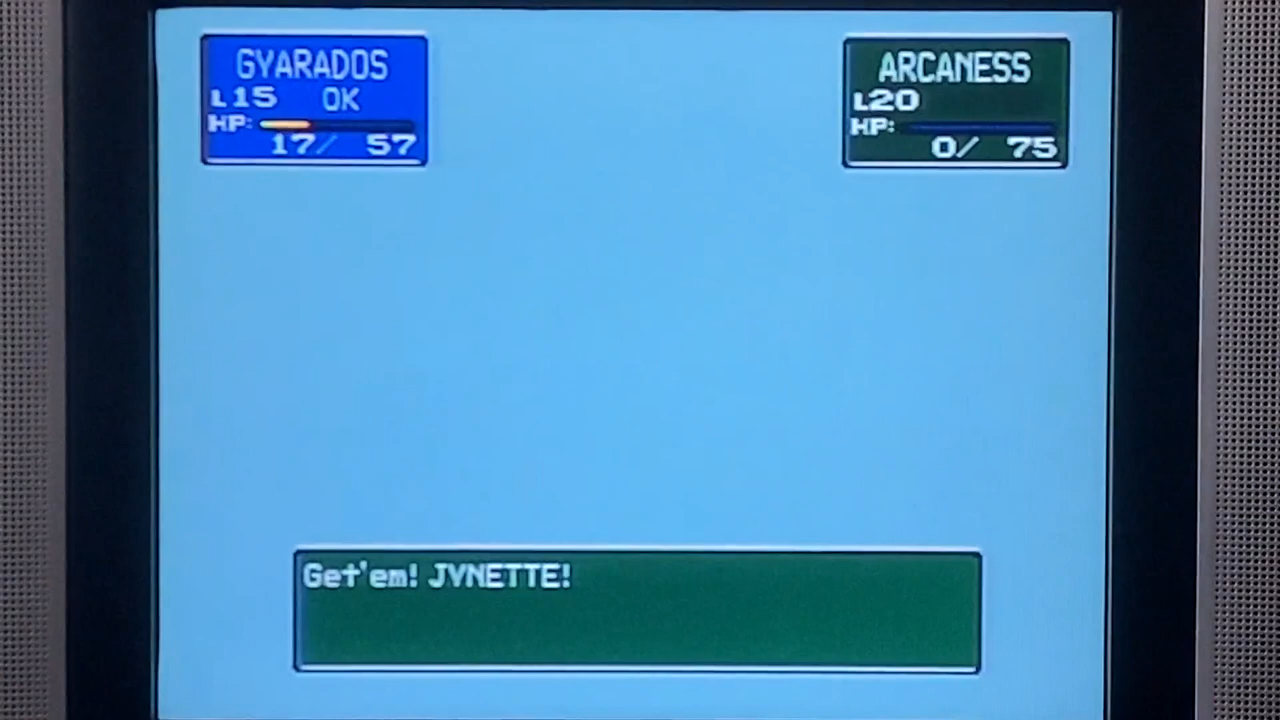 GYARADOS
L15 OK
HP:
17/ 57
ARCANESS
L20
HP:
0/ 75
Get'em! JYNETTE!